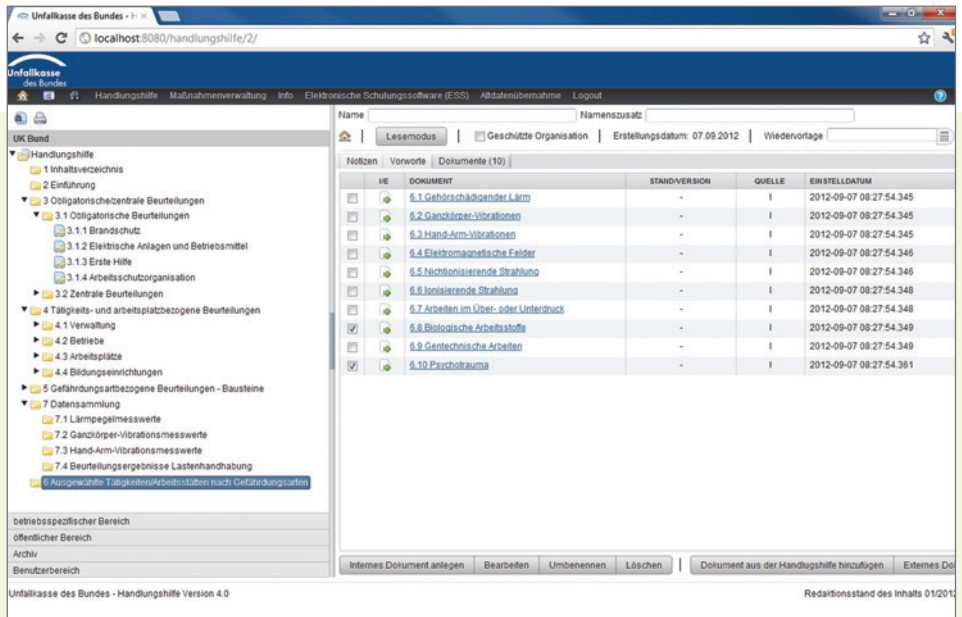 Unfallkasse des Bundes - H
localhost:8080/handlungshilfe/2/
Unfallkasse
des Bundes
Handlungshilfe Maßnahmenverwaltung Info Elektronische Schulungssoftware (ESS) Altdatenübernahme Logout
UK Bund
Handlungshilfe
1 Inhaltsverzeichnis
2 Einführung
3 Obligatorische/zentrale Beurteilungen
3.1 Obligatorische Beurteilungen
3.1.1 Brandschutz
3.1.2 Elektrische Anlagen und Betriebsmittel
3.1.3 Erste Hilfe
3.1.4 Arbeitsschutzorganisation
3.2 Zentrale Beurteilungen
4 Tätigkeits- und arbeitsplatzbezogene Beurteilungen
4.1 Verwaltung
4.2 Betriebe
4.3 Arbeitsplätze
4.4 Bildungseinrichtungen
5 Gefährdungsartbezogene Beurteilungen - Bausteine
7 Datensammlung
7.1 Lärmpegelmesswerte
7.2 Ganzkörper-Vibrationsmesswerte
7.3 Hand-Arm-Vibrationsmesswerte
7.4 Beurteilungsergebnisse Lastenhandhabung
6 Ausgewählte Tätigkeiten/Arbeitsstätten nach Gefährdungsarten
betriebsspezifischer Bereich
öffentlicher Bereich
Archiv
Benutzerbereich
Name Namenszusatz
Lesemodus Geschützte Organisation Erstellungsdatum: 07.09.2012 Wiedervorlage
Notizen Vorworte Dokumente (10)
I/E DOKUMENT STAND/VERSION QUELLE EINSTELLDATUM
6.1 Gehörschädigender Lärm - I 2012-09-07 08:27:54.345
6.2 Ganzkörper-Vibrationen - I 2012-09-07 08:27:54.345
6.3 Hand-Arm-Vibrationen - I 2012-09-07 08:27:54.345
6.4 Elektromagnetische Felder - I 2012-09-07 08:27:54.346
6.5 Nichtionisierende Strahlung - I 2012-09-07 08:27:54.346
6.6 Ionisierende Strahlung - I 2012-09-07 08:27:54.348
6.7 Arbeiten im Über- oder Unterdruck - I 2012-09-07 08:27:54.348
6.8 Biologische Arbeitsstoffe - I 2012-09-07 08:27:54.349
6.9 Gentechnische Arbeiten - I 2012-09-07 08:27:54.349
6.10 Psychotrauma - I 2012-09-07 08:27:54.361
Internes Dokument anlegen Bearbeiten Umbenennen Löschen Dokument aus der Handlugshilfe hinzufügen Externes Do
Unfallkasse des Bundes - Handlungshilfe Version 4.0 Redaktionsstand des Inhalts 01/2012